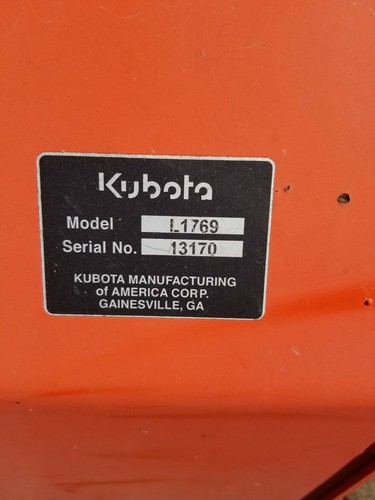 Kubota
Model L1769
Serial No. 13170
KUBOTA MANUFACTURING
of AMERICA CORP.
GAINESVILLE, GA